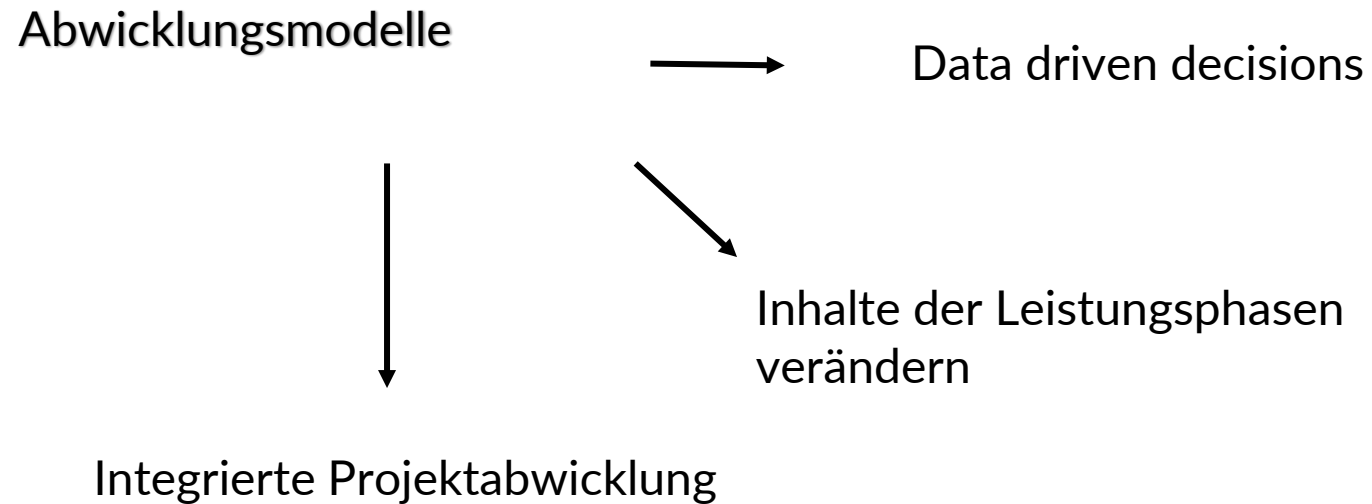 Abwicklungsmodelle
Data driven decisions
Inhalte der Leistungsphasen
verändern
Integrierte Projektabwicklung